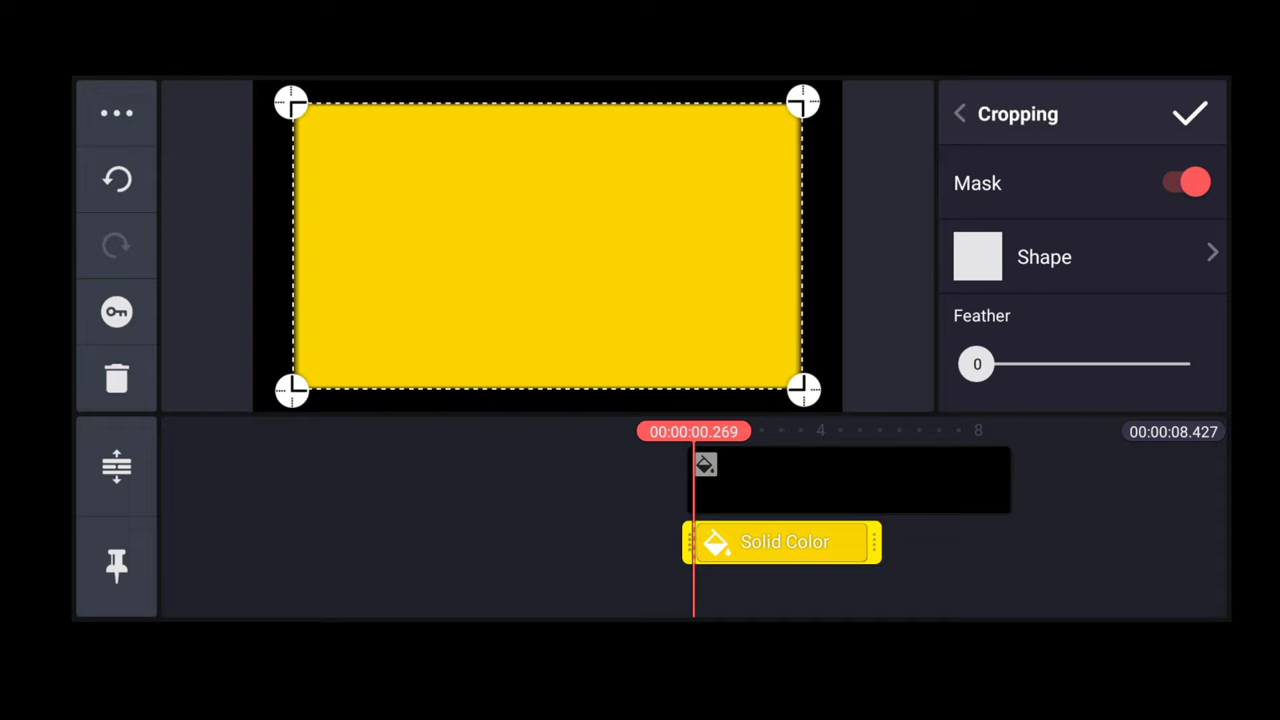 Cropping
Mask
Shape
Feather
0
00:00:00.269
4
8
00:00:08.427
Solid Color